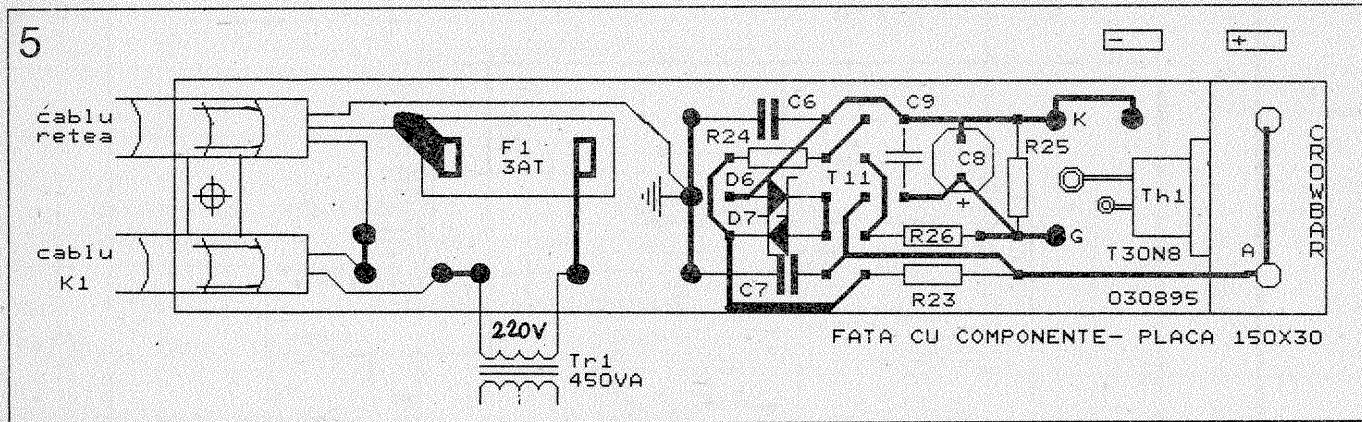 5
- +
cablu
retea
F1
3AT
C6
C9
K
R24
R25
C8
D6
T11
+
Th1
D7
CROWBAR
cablu
K1
R26
G
T30N8
A
C7
R23
030895
220V
FATA CU COMPONENTE- PLACA 150X30
Tr1
450VA